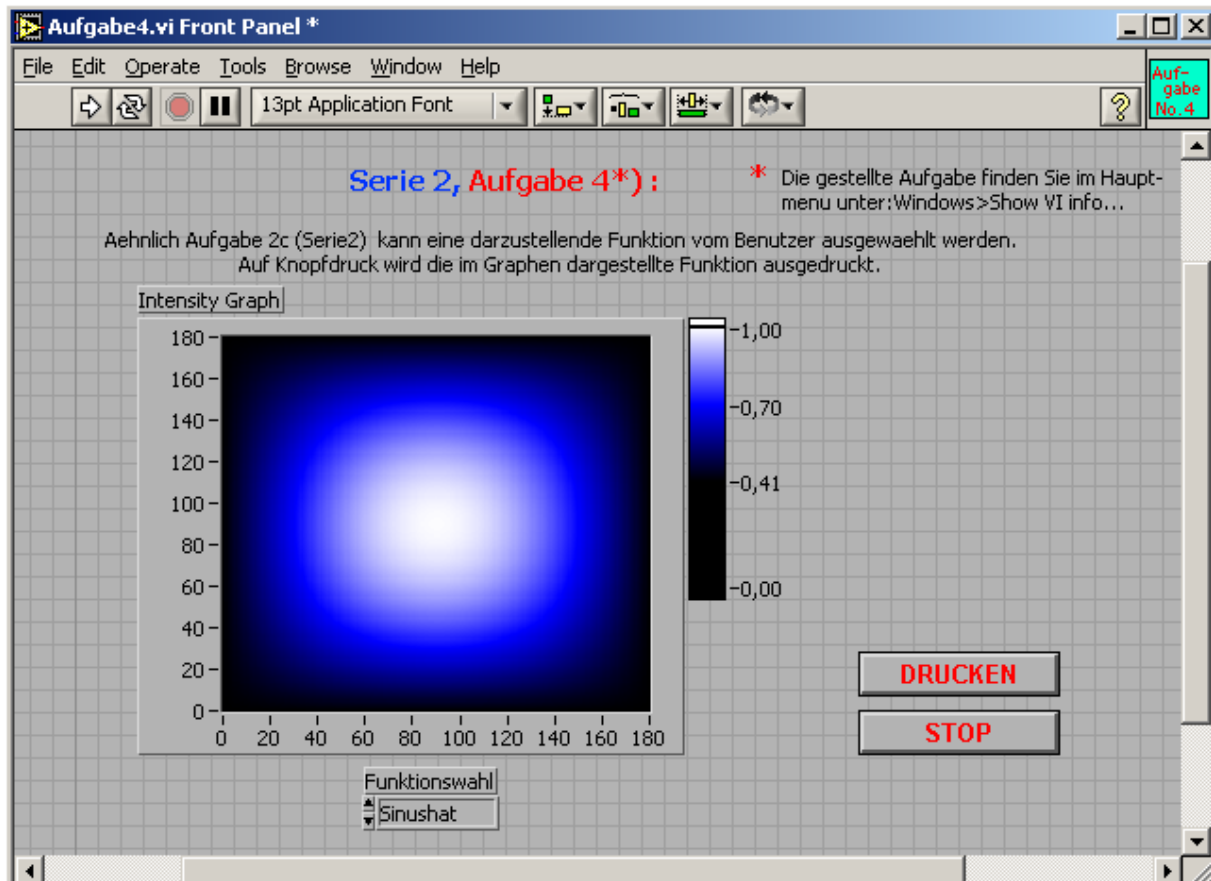 Aufgabe4.vi Front Panel *
File Edit Operate Tools Browse Window Help
Auf-
gabe
No.4
13pt Application Font
Serie 2, Aufgabe 4*) :
* Die gestellte Aufgabe finden Sie im Haupt-
menu unter:Windows>Show VI info...
Aehnlich Aufgabe 2c (Serie2) kann eine darzustellende Funktion vom Benutzer ausgewaehlt werden.
Auf Knopfdruck wird die im Graphen dargestellte Funktion ausgedruckt.
Intensity Graph
180
160
140
120
100
80
60
40
20
0
0 20 40 60 80 100 120 140 160 180
1,00
0,70
0,41
0,00
DRUCKEN
STOP
Funktionswahl
Sinushat